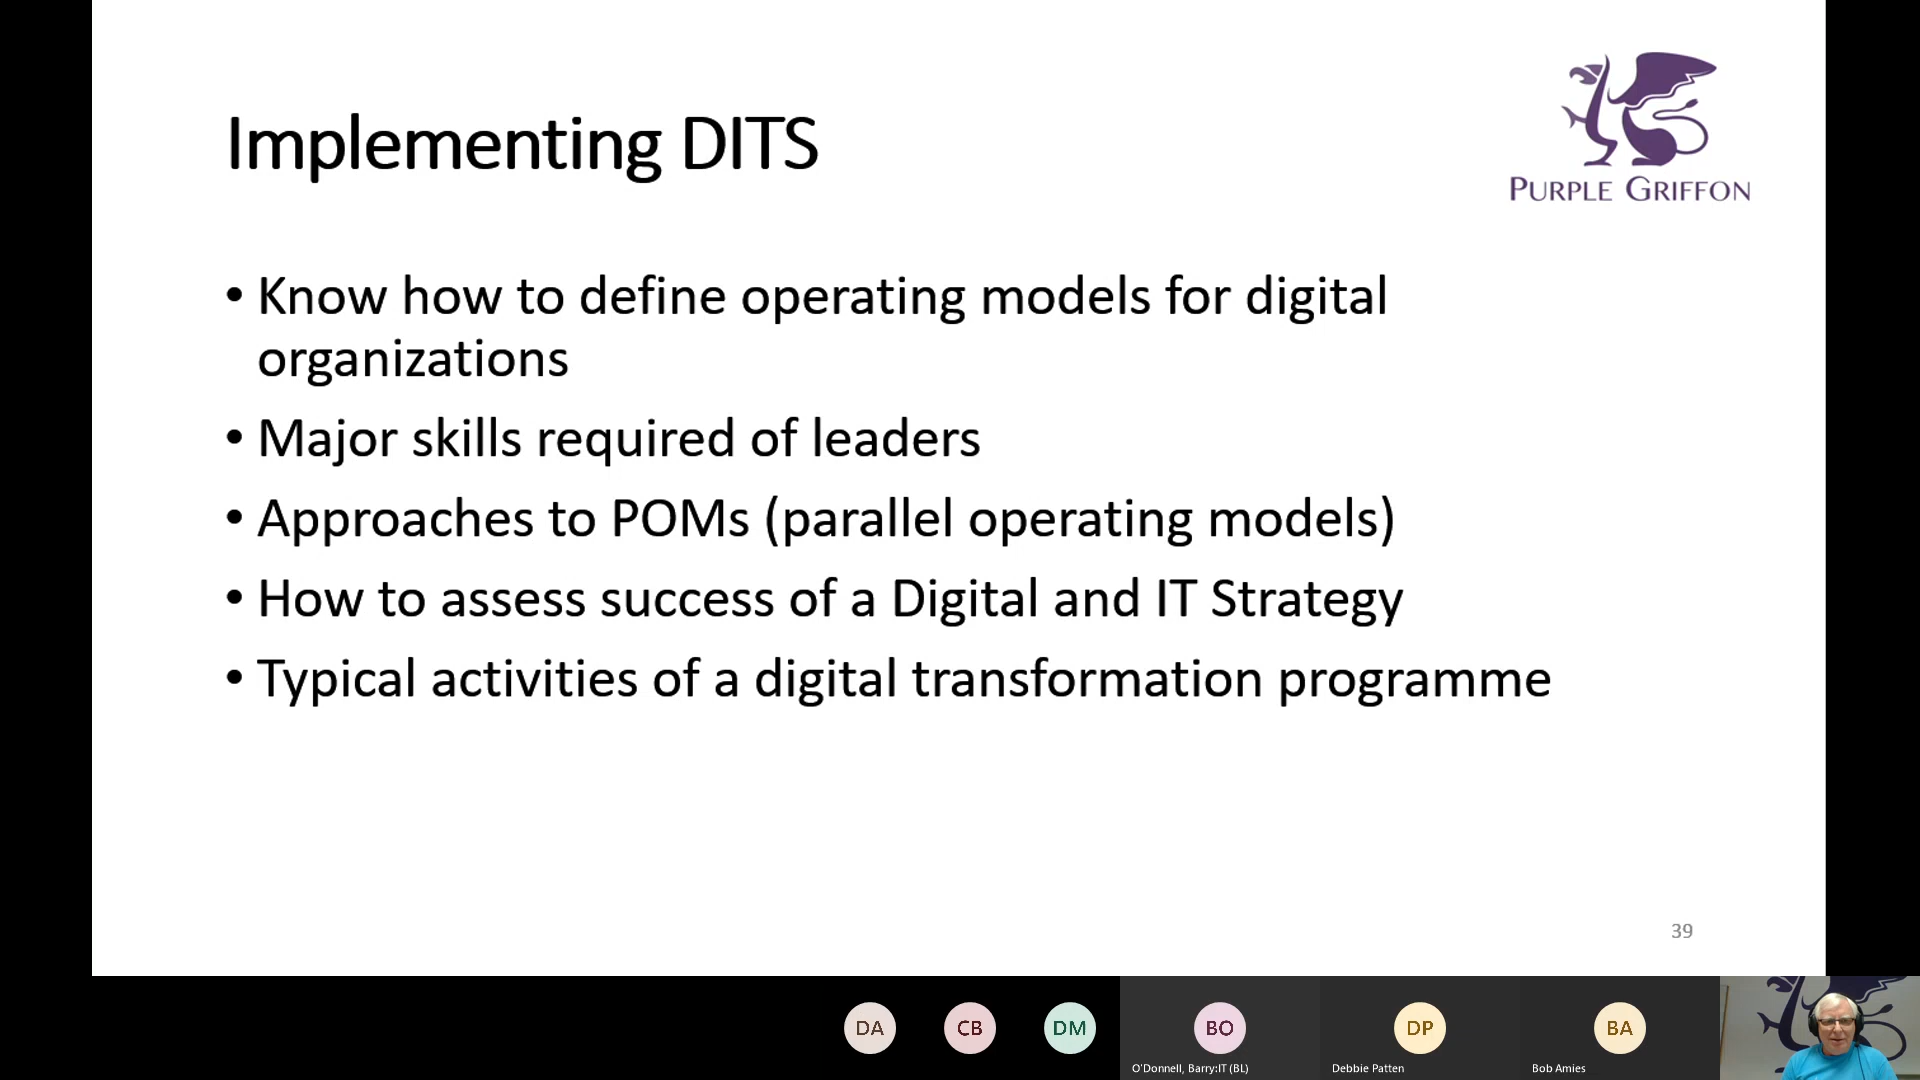 Implementing DITS
PURPLE GRIFFON
• Know how to define operating models for digital
organizations
• Major skills required of leaders
• Approaches to POMs (parallel operating models)
• How to assess success of a Digital and IT Strategy
• Typical activities of a digital transformation programme
39
DA
CB
DM
BO
DP
BA
O'Donnell, Barry:IT (BL)
Debbie Patten
Bob Amies